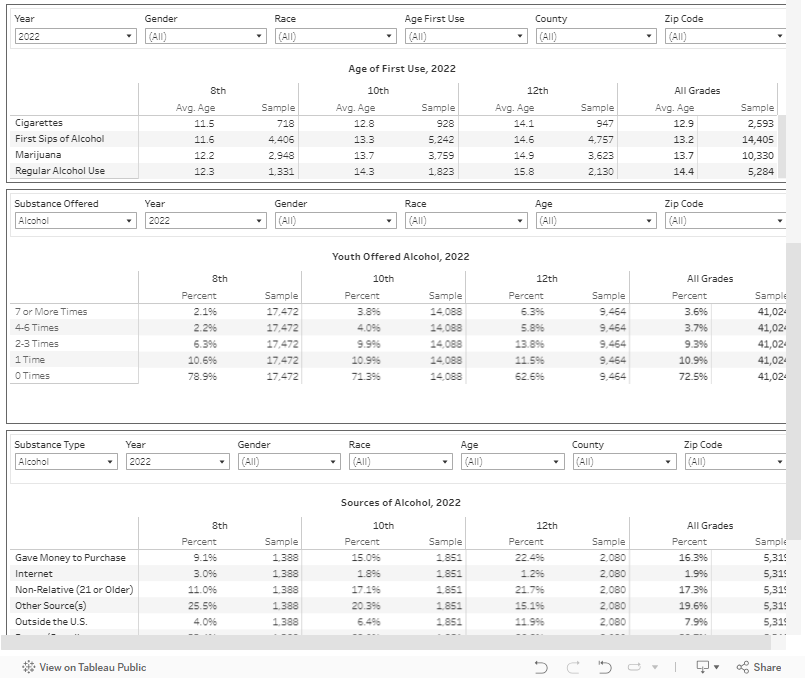 Year Gender Race Age First Use County Zip Code
2022 (All) (All) (All) (All) (All)
Age of First Use, 2022
8th 10th 12th All Grades
Avg. Age Sample Avg. Age Sample Avg. Age Sample Avg. Age Sample
Cigarettes 11.5 718 12.8 928 14.1 947 12.9 2,593
First Sips of Alcohol 11.6 4,406 13.3 5,242 14.6 4,757 13.2 14,405
Marijuana 12.2 2,948 13.7 3,759 14.9 3,623 13.7 10,330
Regular Alcohol Use 12.3 1,331 14.3 1,823 15.8 2,130 14.4 5,284
Substance Offered Year Gender Race Age Zip Code
Alcohol 2022 (All) (All) (All) (All)
Youth Offered Alcohol, 2022
8th 10th 12th All Grades
Percent Sample Percent Sample Percent Sample Percent Sample
7 or More Times 2.1% 17,472 3.8% 14,088 6.3% 9,464 3.6% 41,024
4-6 Times 2.2% 17,472 4.0% 14,088 5.8% 9,464 3.7% 41,024
2-3 Times 6.3% 17,472 9.9% 14,088 13.8% 9,464 9.3% 41,024
1 Time 10.6% 17,472 10.9% 14,088 11.5% 9,464 10.9% 41,024
0 Times 78.9% 17,472 71.3% 14,088 62.6% 9,464 72.5% 41,024
Substance Type Year Gender Race Age County Zip Code
Alcohol 2022 (All) (All) (All) (All) (All)
Sources of Alcohol, 2022
8th 10th 12th All Grades
Percent Sample Percent Sample Percent Sample Percent Sample
Gave Money to Purchase 9.1% 1,388 15.0% 1,851 22.4% 2,080 16.3% 5,319
Internet 3.0% 1,388 1.8% 1,851 1.2% 2,080 1.9% 5,319
Non-Relative (21 or Older) 11.0% 1,388 17.1% 1,851 21.7% 2,080 17.3% 5,319
Other Source(s) 25.5% 1,388 20.3% 1,851 15.1% 2,080 19.6% 5,319
Outside the U.S. 4.0% 1,388 6.4% 1,851 11.9% 2,080 7.9% 5,319
View on Tableau Public Share